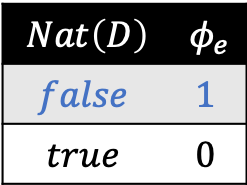 Nat(D) ϕₑ
false 1
true 0